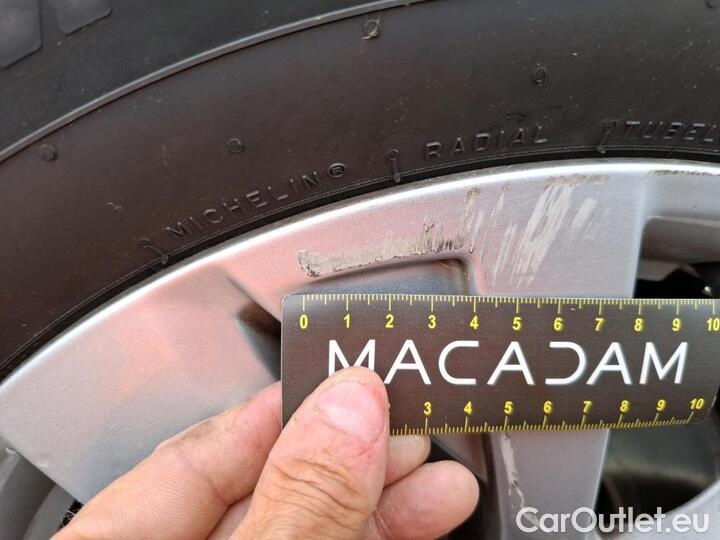 MICHELIN® RADIAL TUBEL
0 1 2 3 4 5 6 7 8 9 10
MACADAM
3 4 5 6 7 8 9 10
CarOutlet.eu